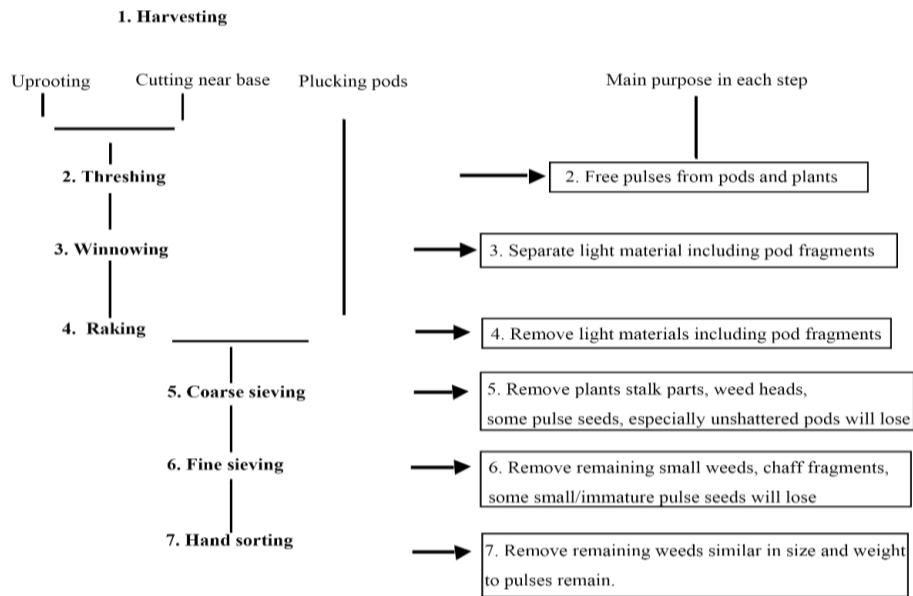 1. Harvesting
Uprooting
Cutting near base
Plucking pods
Main purpose in each step
2. Threshing
2. Free pulses from pods and plants
3. Winnowing
3. Separate light material including pod fragments
4. Raking
4. Remove light materials including pod fragments
5. Coarse sieving
5. Remove plants stalk parts, weed heads,
some pulse seeds, especially unshattered pods will lose
6. Fine sieving
6. Remove remaining small weeds, chaff fragments,
some small/immature pulse seeds will lose
7. Hand sorting
7. Remove remaining weeds similar in size and weight
to pulses remain.